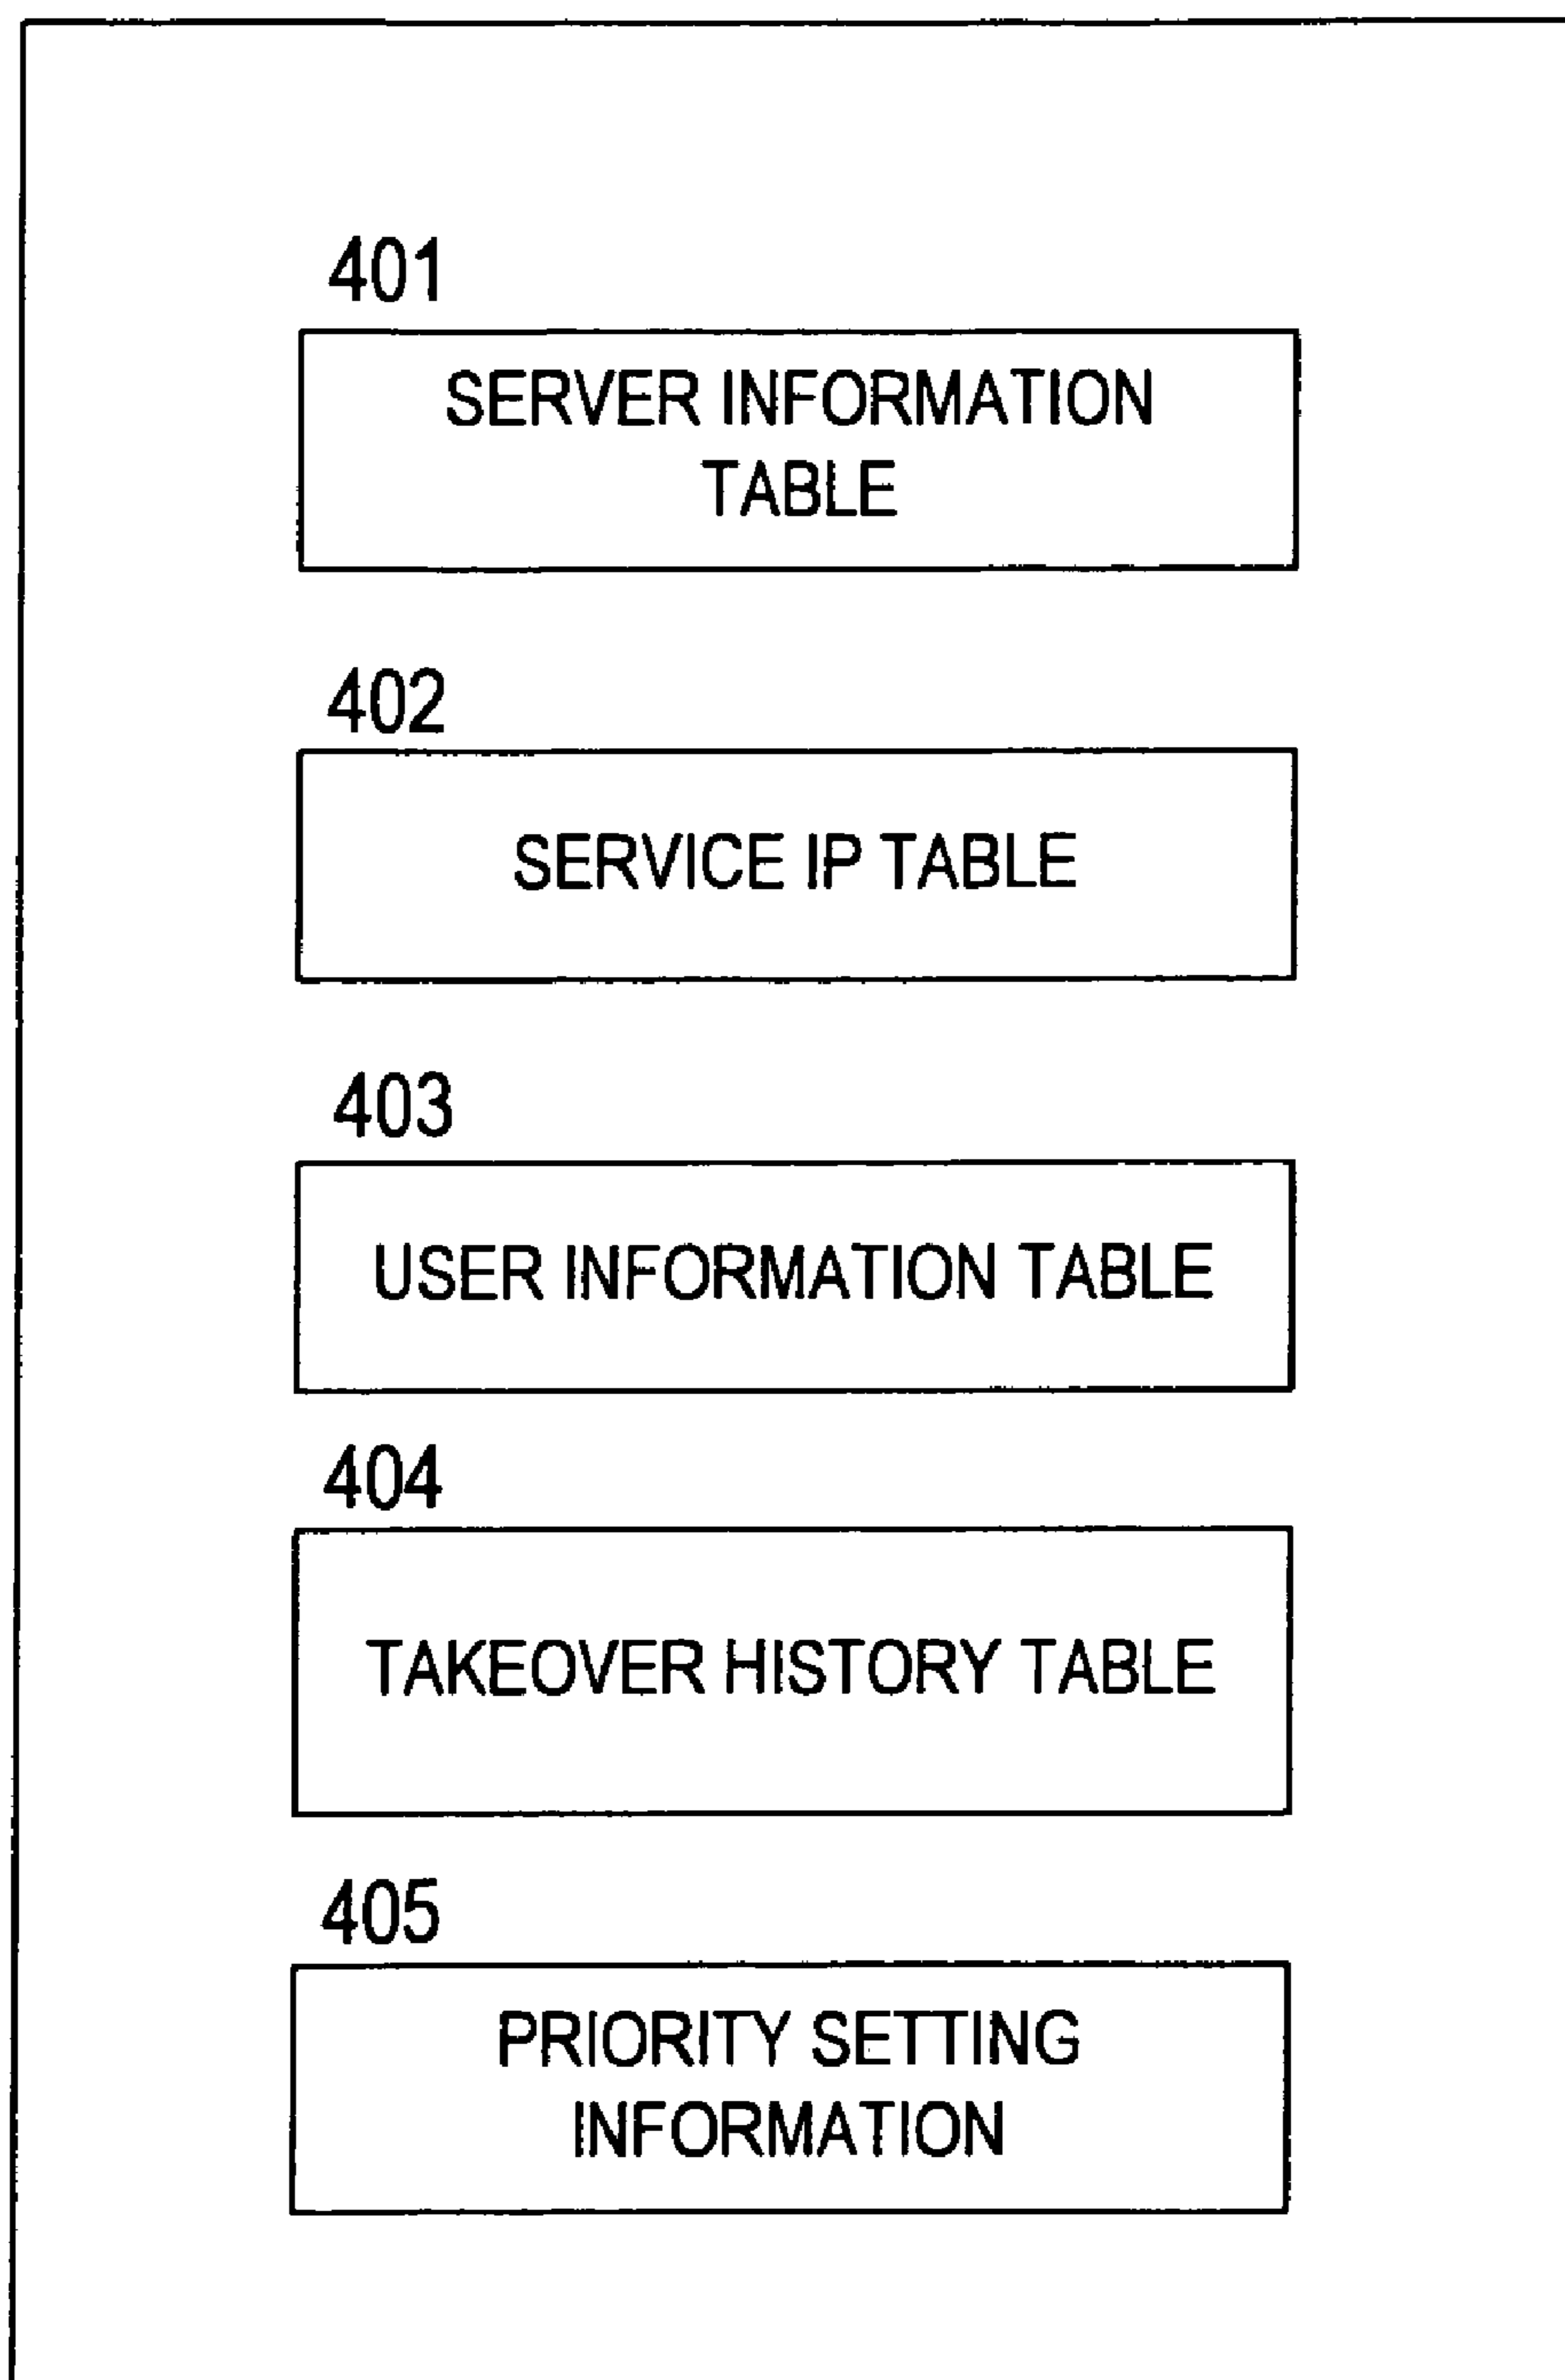 401
SERVER INFORMATION
TABLE
402
SERVICE IP TABLE
403
USER INFORMATION TABLE
404
TAKEOVER HISTORY TABLE
405
PRIORITY SETTING
INFORMATION